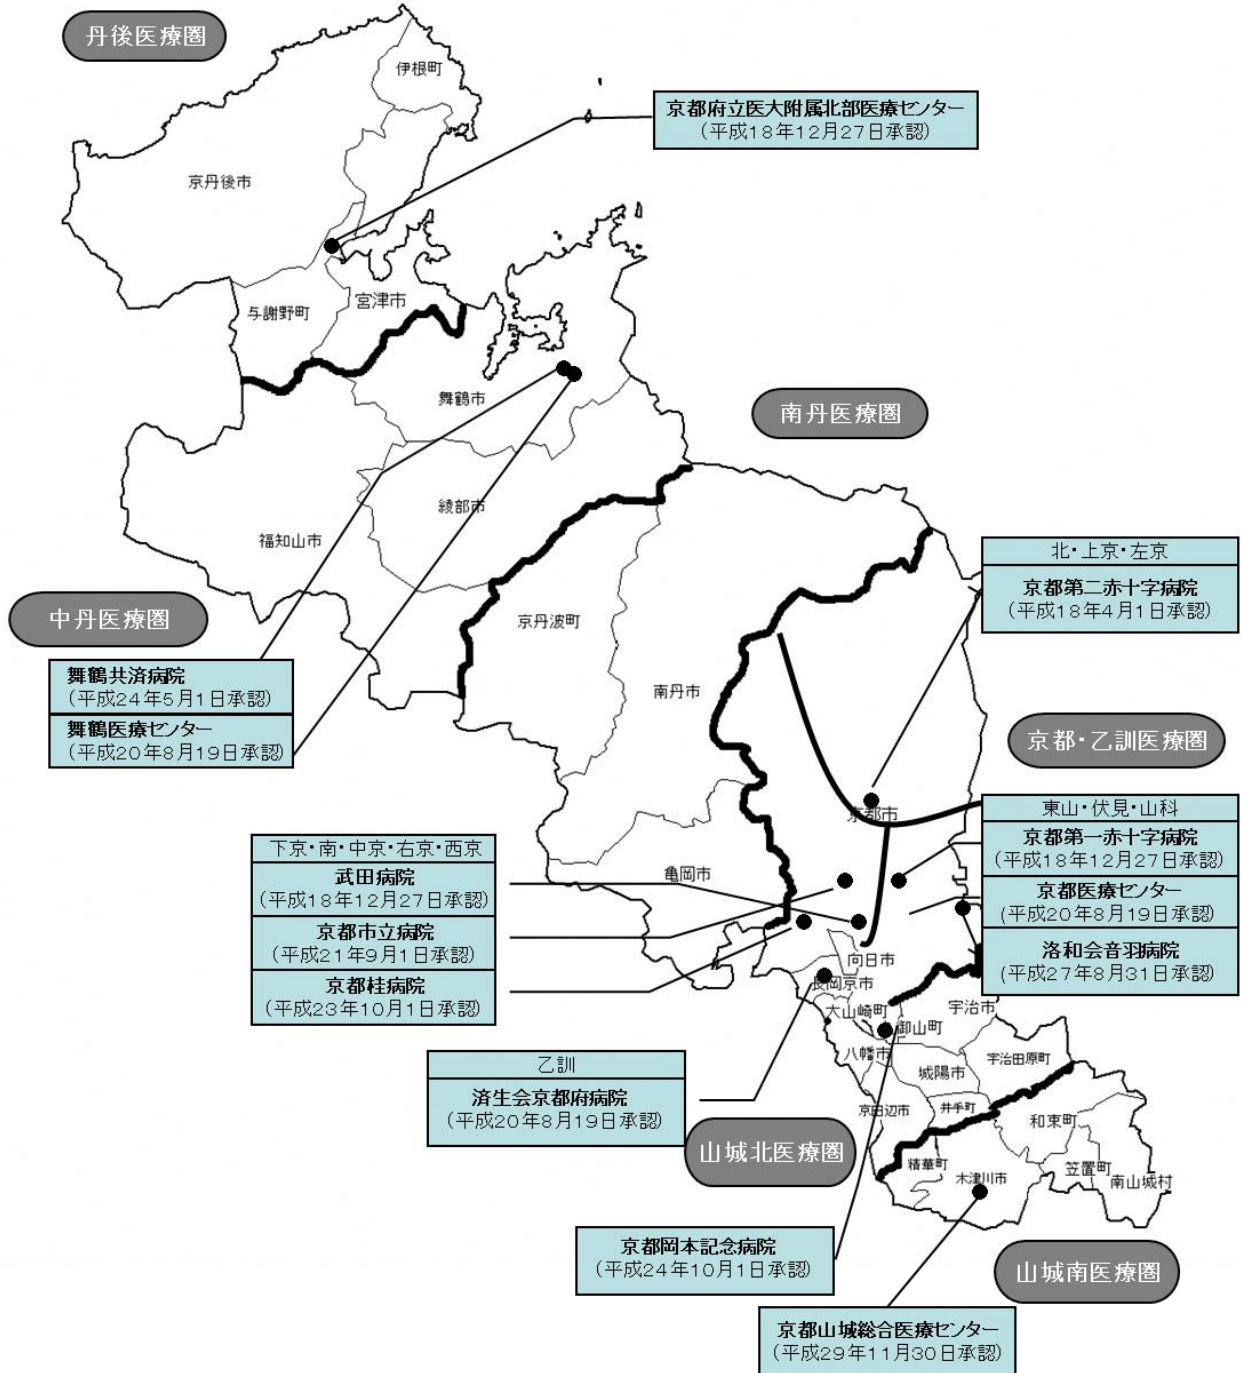 丹後医療圏
伊根町
京都府立医大附属北部医療センター
(平成18年12月27日承認)
京丹後市
与謝野町
宮津市
舞鶴市
南丹医療圏
綾部市
福知山市
北・上京・左京
京都第二赤十字病院
(平成18年4月1日承認)
中丹医療圏
京丹波町
舞鶴共済病院
(平成24年5月1日承認)
舞鶴医療センター
(平成20年8月19日承認)
南丹市
京都・乙訓医療圏
京都市
東山・伏見・山科
京都第一赤十字病院
(平成18年12月27日承認)
京都医療センター
(平成20年8月19日承認)
洛和会音羽病院
(平成27年8月31日承認)
下京・南・中京・右京・西京
武田病院
(平成18年12月27日承認)
京都市立病院
(平成21年9月1日承認)
京都桂病院
(平成23年10月1日承認)
亀岡市
向日市
長岡京市
大山崎町
宇治市
御山町
八幡市
城陽市
宇治田原町
乙訓
済生会京都府病院
(平成20年8月19日承認)
京田辺市
井手町
和束町
山城北医療圏
精華町
木津川市
笠置町
南山城村
京都岡本記念病院
(平成24年10月1日承認)
山城南医療圏
京都山城総合医療センター
(平成29年11月30日承認)